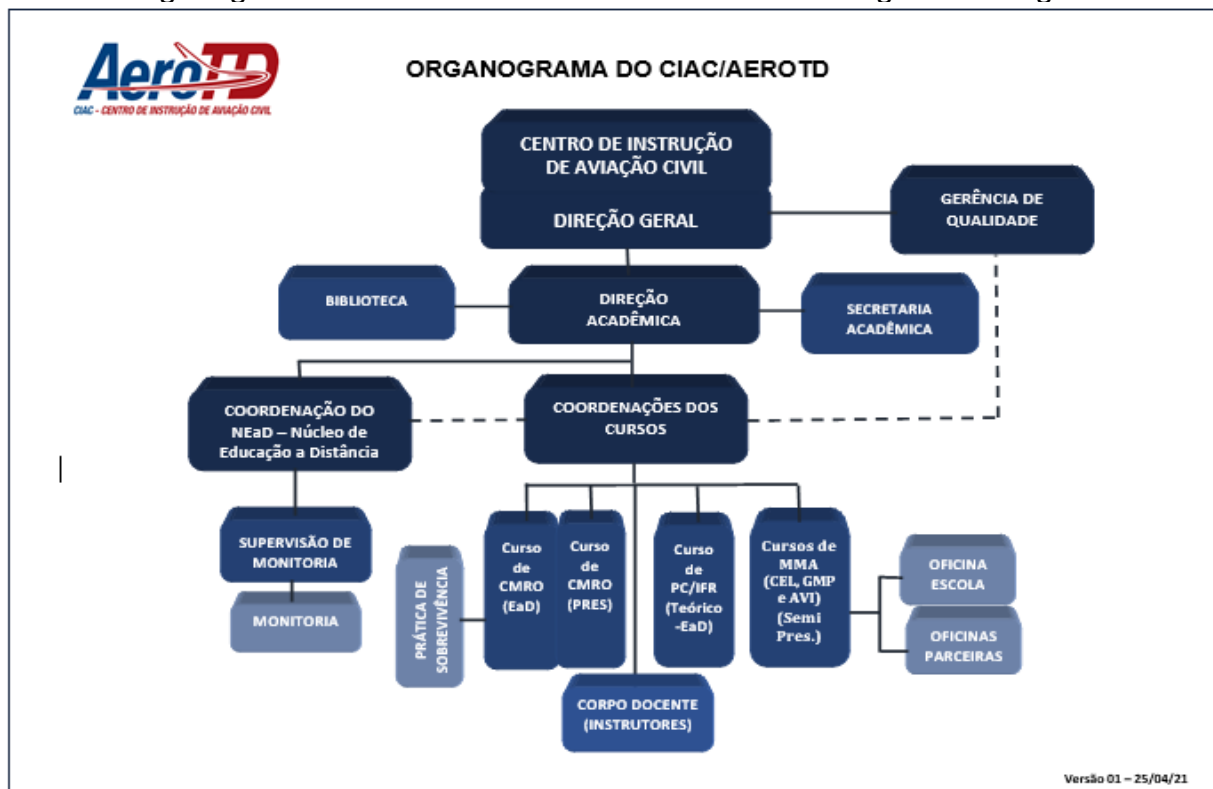 AeroTD
CIAC - CENTRO DE INSTRUÇÃO DE AVIAÇÃO CIVIL
ORGANOGRAMA DO CIAC/AEROTD
CENTRO DE INSTRUÇÃO
DE AVIAÇÃO CIVIL
DIREÇÃO GERAL
GERÊNCIA DE
QUALIDADE
BIBLIOTECA
DIREÇÃO
ACADÊMICA
SECRETARIA
ACADÊMICA
COORDENAÇÃO DO
NEaD – Núcleo de
Educação a Distância
COORDENAÇÕES DOS
CURSOS
SUPERVISÃO DE
MONITORIA
MONITORIA
PRÁTICA DE
SOBREVIVÊNCIA
Curso
de
CMRO
(EaD)
Curso
de
CMRO
(PRES)
Curso
de
PC/IFR
(Teórico
-EaD)
Cursos de
MMA
(CEL, GMP
e AVI)
(Semi
Pres.)
OFICINA
ESCOLA
OFICINAS
PARCEIRAS
CORPO DOCENTE
(INSTRUTORES)
Versão 01 – 25/04/21